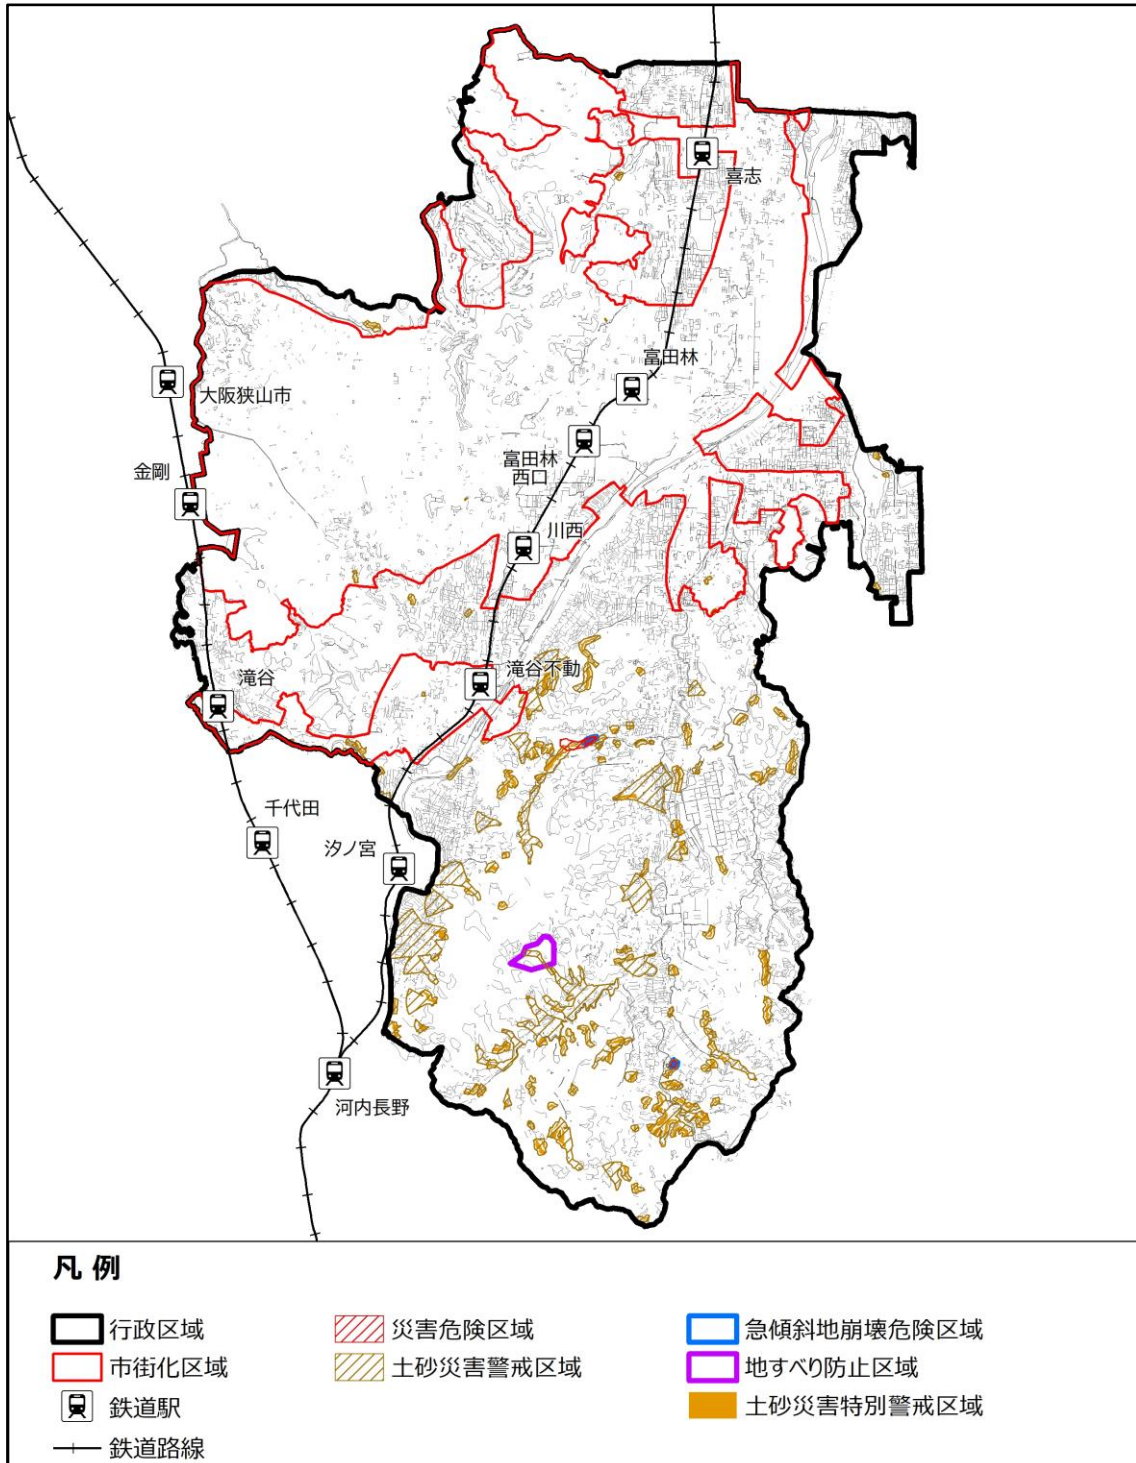 喜志
富田林
大阪狭山市
富田林
西口
金剛
川西
滝谷不動
滝谷
千代田
汐ノ宮
河内長野
凡 例
行政区域
災害危険区域
急傾斜地崩壊危険区域
市街化区域
土砂災害警戒区域
地すべり防止区域
鉄道駅
土砂災害特別警戒区域
鉄道路線